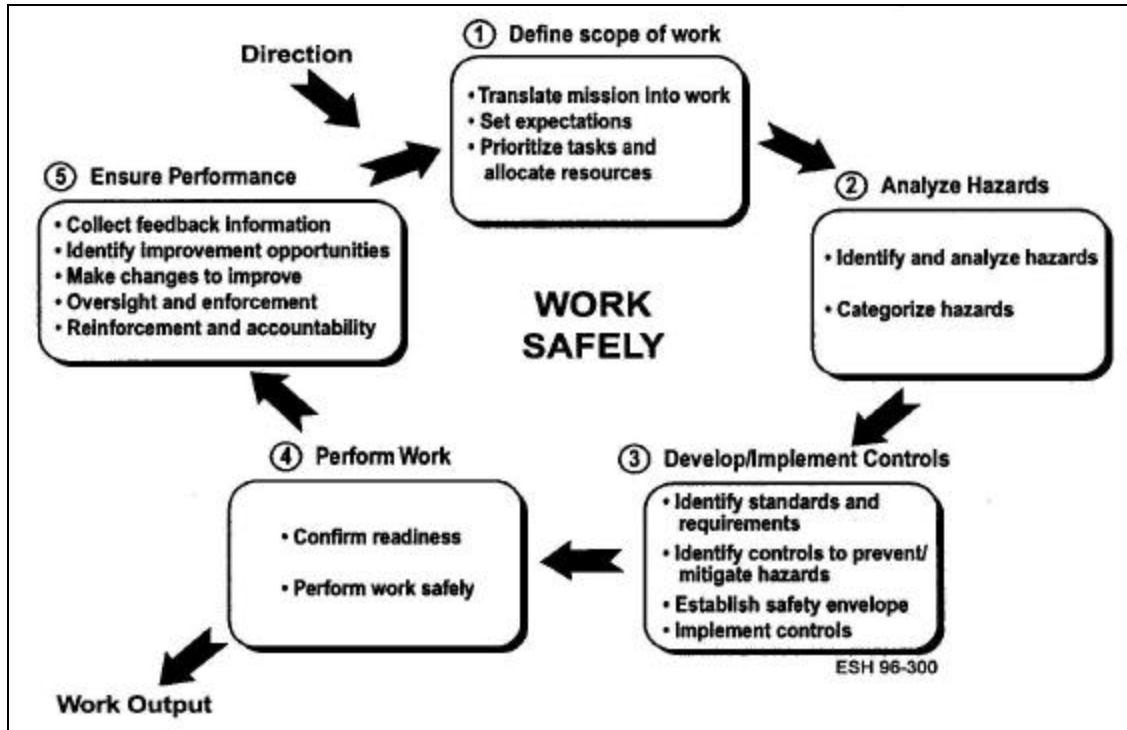 Direction
① Define scope of work
• Translate mission into work
• Set expectations
• Prioritize tasks and
allocate resources
② Analyze Hazards
• Identify and analyze hazards
• Categorize hazards
③ Develop/Implement Controls
• Identify standards and
requirements
• Identify controls to prevent/
mitigate hazards
• Establish safety envelope
• Implement controls
ESH 96-300
④ Perform Work
• Confirm readiness
• Perform work safely
Work Output
⑤ Ensure Performance
• Collect feedback Information
• Identify improvement opportunities
• Make changes to improve
• Oversight and enforcement
• Reinforcement and accountability
WORK
SAFELY